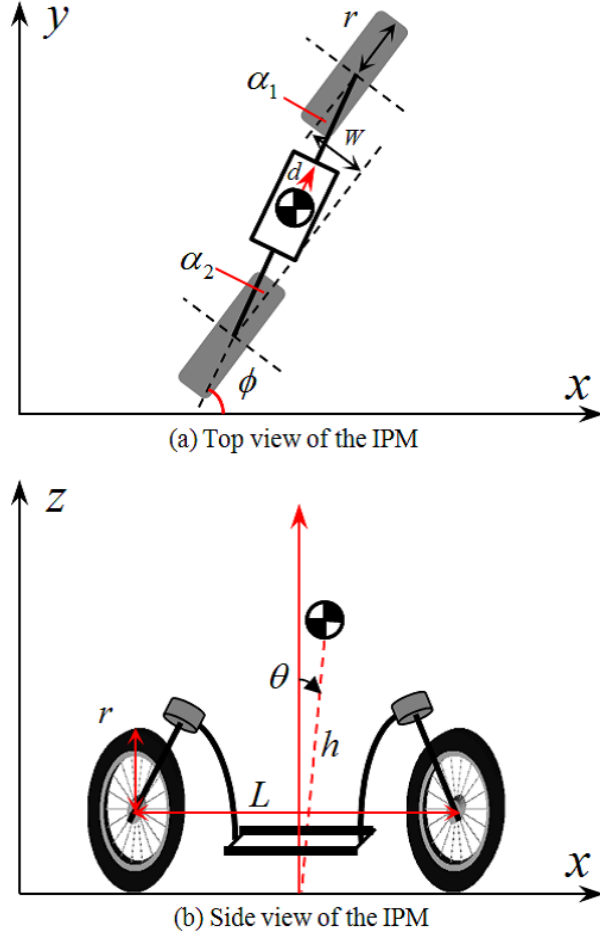 y
r
α₁
w
d
α₂
ϕ
x
(a) Top view of the IPM
z
θ
h
r
L
x
(b) Side view of the IPM